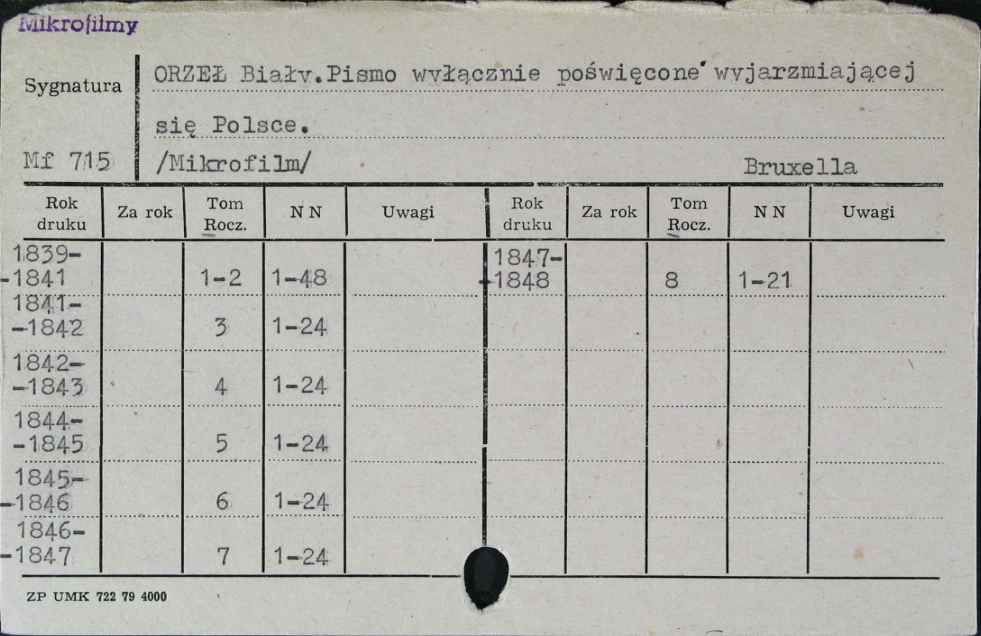 Mikrofilmy
Sygnatura
ORZEŁ Biały.Pismo wyłącznie poświęcone wyjarzmiającej
się Polsce.
Mf 715 /Mikrofilm/ Bruxella
Rok druku Za rok Tom Rocz. N N Uwagi Rok druku Za rok Tom Rocz. N N Uwagi
1839- 1847-
-1841 1-2 1-48 -1848 8 1-21
1841-
-1842 3 1-24
1842-
-1843 4 1-24
1844-
-1845 5 1-24
1845-
-1846 6 1-24
1846-
-1847 7 1-24
ZP UMK 722 79 4000